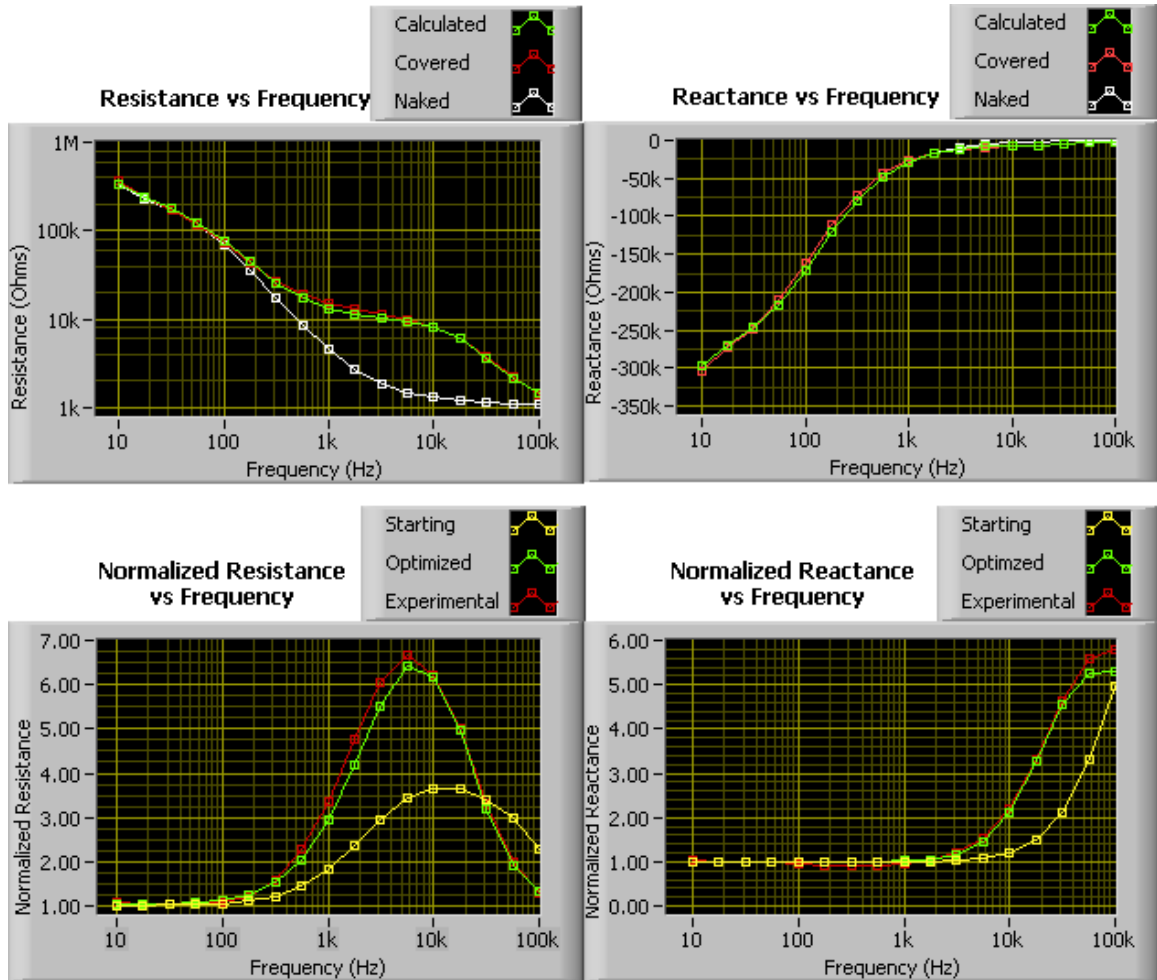 Calculated
Covered
Naked
Resistance vs Frequency
1M
100k
10k
1k
Resistance (Ohms)
10
100
1k
10k
100k
Frequency (Hz)
Calculated
Covered
Naked
Reactance vs Frequency
0
-50k
-100k
-150k
-200k
-250k
-300k
-350k
Reactance (Ohms)
10
100
1k
10k
100k
Frequency (Hz)
Starting
Optimzed
Experimental
Normalized Resistance
vs Frequency
7.00
6.00
5.00
4.00
3.00
2.00
1.00
Normalized Resistance
10
100
1k
10k
100k
Frequency (Hz)
Starting
Optimzed
Experimental
Normalized Reactance
vs Frequency
6.00
5.00
4.00
3.00
2.00
1.00
0.00
Normalized Reactance
10
100
1k
10k
100k
Frequency (Hz)